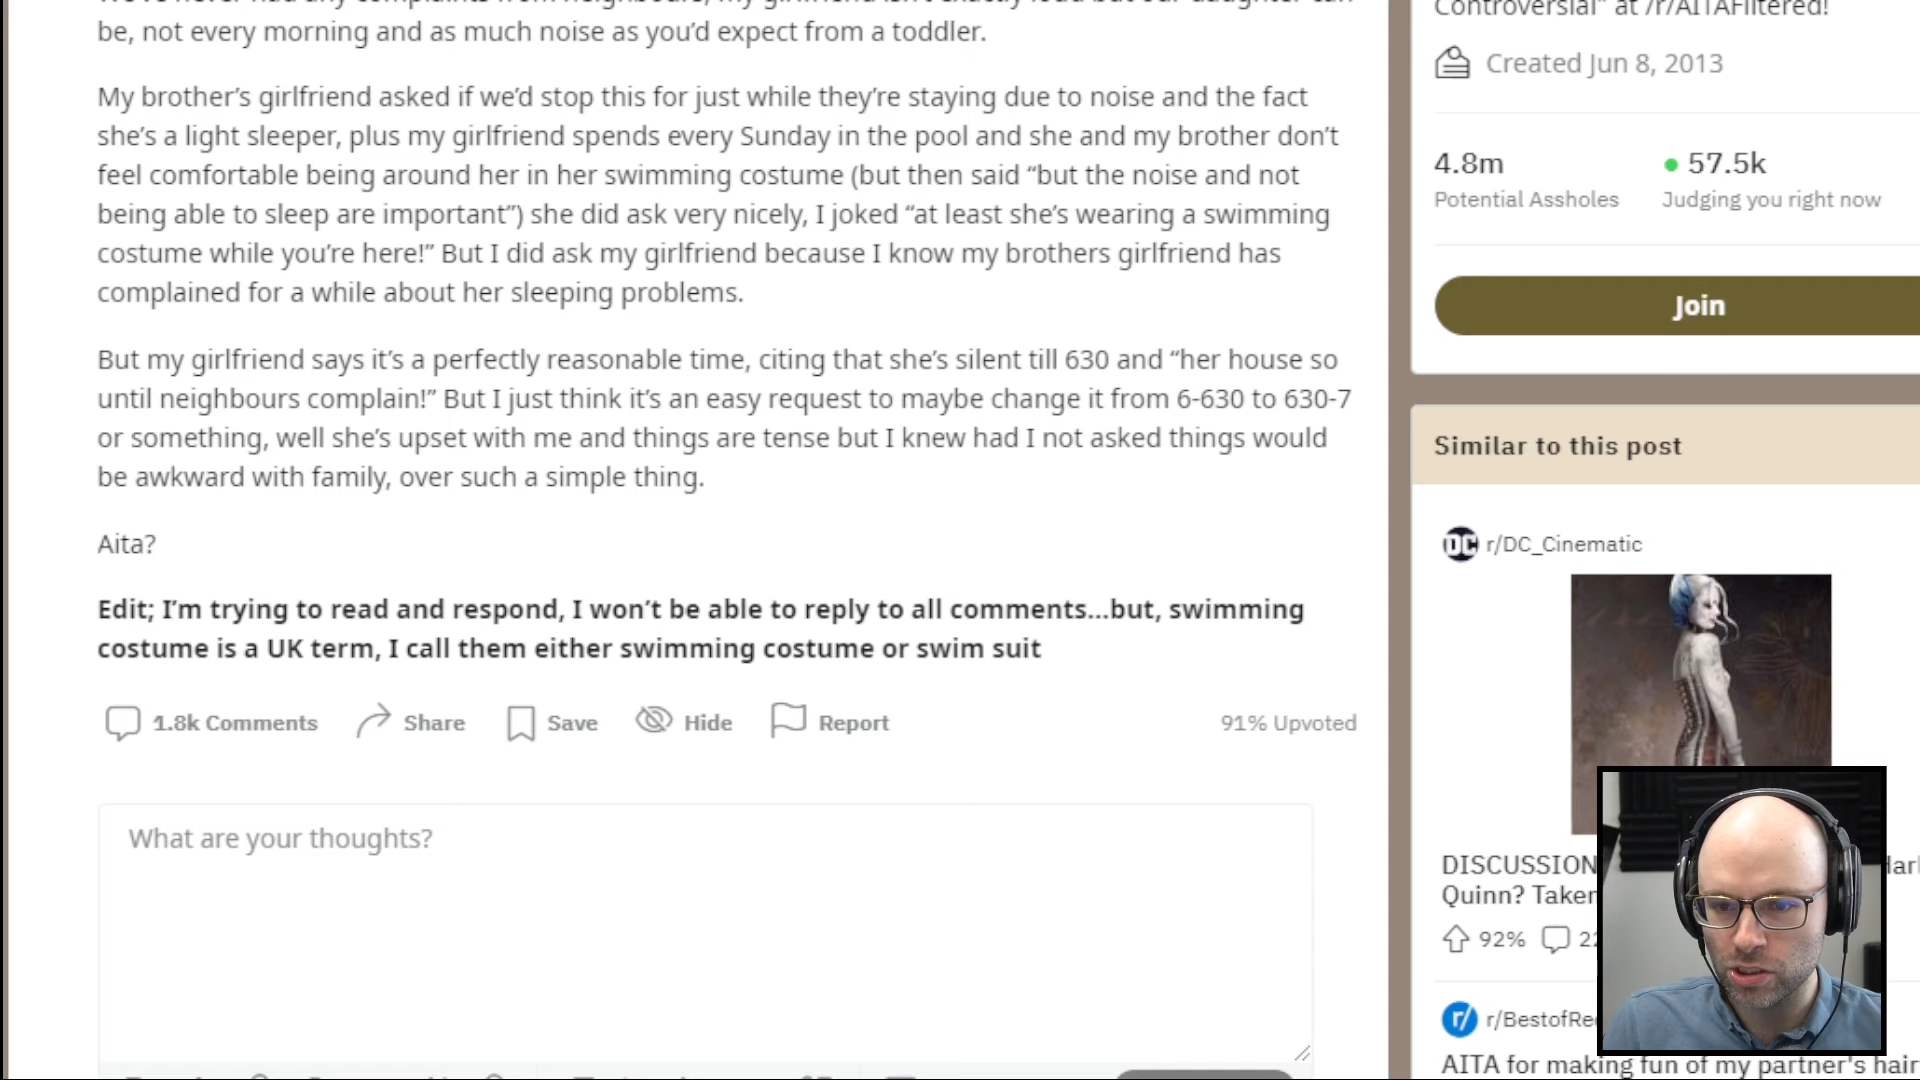 be, not every morning and as much noise as you'd expect from a toddler.
My brother's girlfriend asked if we'd stop this for just while they're staying due to noise and the fact
she's a light sleeper, plus my girlfriend spends every Sunday in the pool and she and my brother don't
feel comfortable being around her in her swimming costume (but then said “but the noise and not
being able to sleep are important”) she did ask very nicely, I joked “at least she's wearing a swimming
costume while you're here!” But I did ask my girlfriend because I know my brothers girlfriend has
complained for a while about her sleeping problems.
But my girlfriend says it's a perfectly reasonable time, citing that she's silent till 630 and “her house so
until neighbours complain!” But I just think it's an easy request to maybe change it from 6-630 to 630-7
or something, well she's upset with me and things are tense but I knew had I not asked things would
be awkward with family, over such a simple thing.
Aita?
Edit; I'm trying to read and respond, I won't be able to reply to all comments...but, swimming
costume is a UK term, I call them either swimming costume or swim suit
1.8k Comments Share Save Hide Report 91% Upvoted
What are your thoughts?
Controversial" at /r/AITAFiltered!
Created Jun 8, 2013
4.8m 57.5k
Potential Assholes Judging you right now
Join
Similar to this post
DC r/DC_Cinematic
DISCUSSION
Quinn? Taken
92%
r/ r/BestofRe
AITA for making fun of my partner's hair